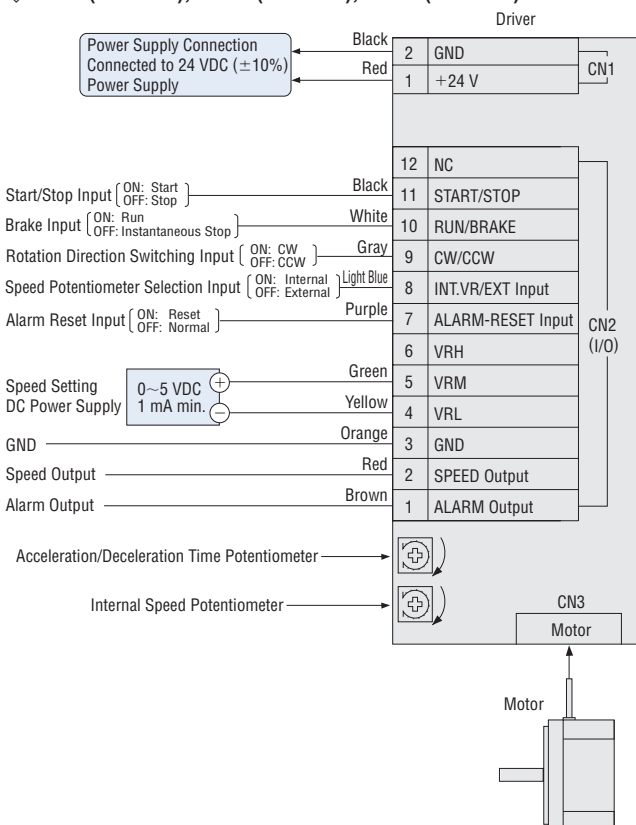 Driver
Power Supply Connection
Connected to 24 VDC (±10%)
Power Supply
Black 2 GND
Red 1 +24 V
CN1
12 NC
Start/Stop Input ON: Start OFF: Stop Black 11 START/STOP
Brake Input ON: Run OFF: Instantaneous Stop White 10 RUN/BRAKE
Rotation Direction Switching Input ON: CW OFF: CCW Gray 9 CW/CCW
Speed Potentiometer Selection Input ON: Internal OFF: External Light Blue 8 INT.VR/EXT Input
Alarm Reset Input ON: Reset OFF: Normal Purple 7 ALARM-RESET Input
CN2
(I/O)
6 VRH
Speed Setting
DC Power Supply
0~5 VDC
1 mA min.
+ Green 5 VRM
− Yellow 4 VRL
GND Orange 3 GND
Speed Output Red 2 SPEED Output
Alarm Output Brown 1 ALARM Output
Acceleration/Deceleration Time Potentiometer
Internal Speed Potentiometer
CN3
Motor
Motor